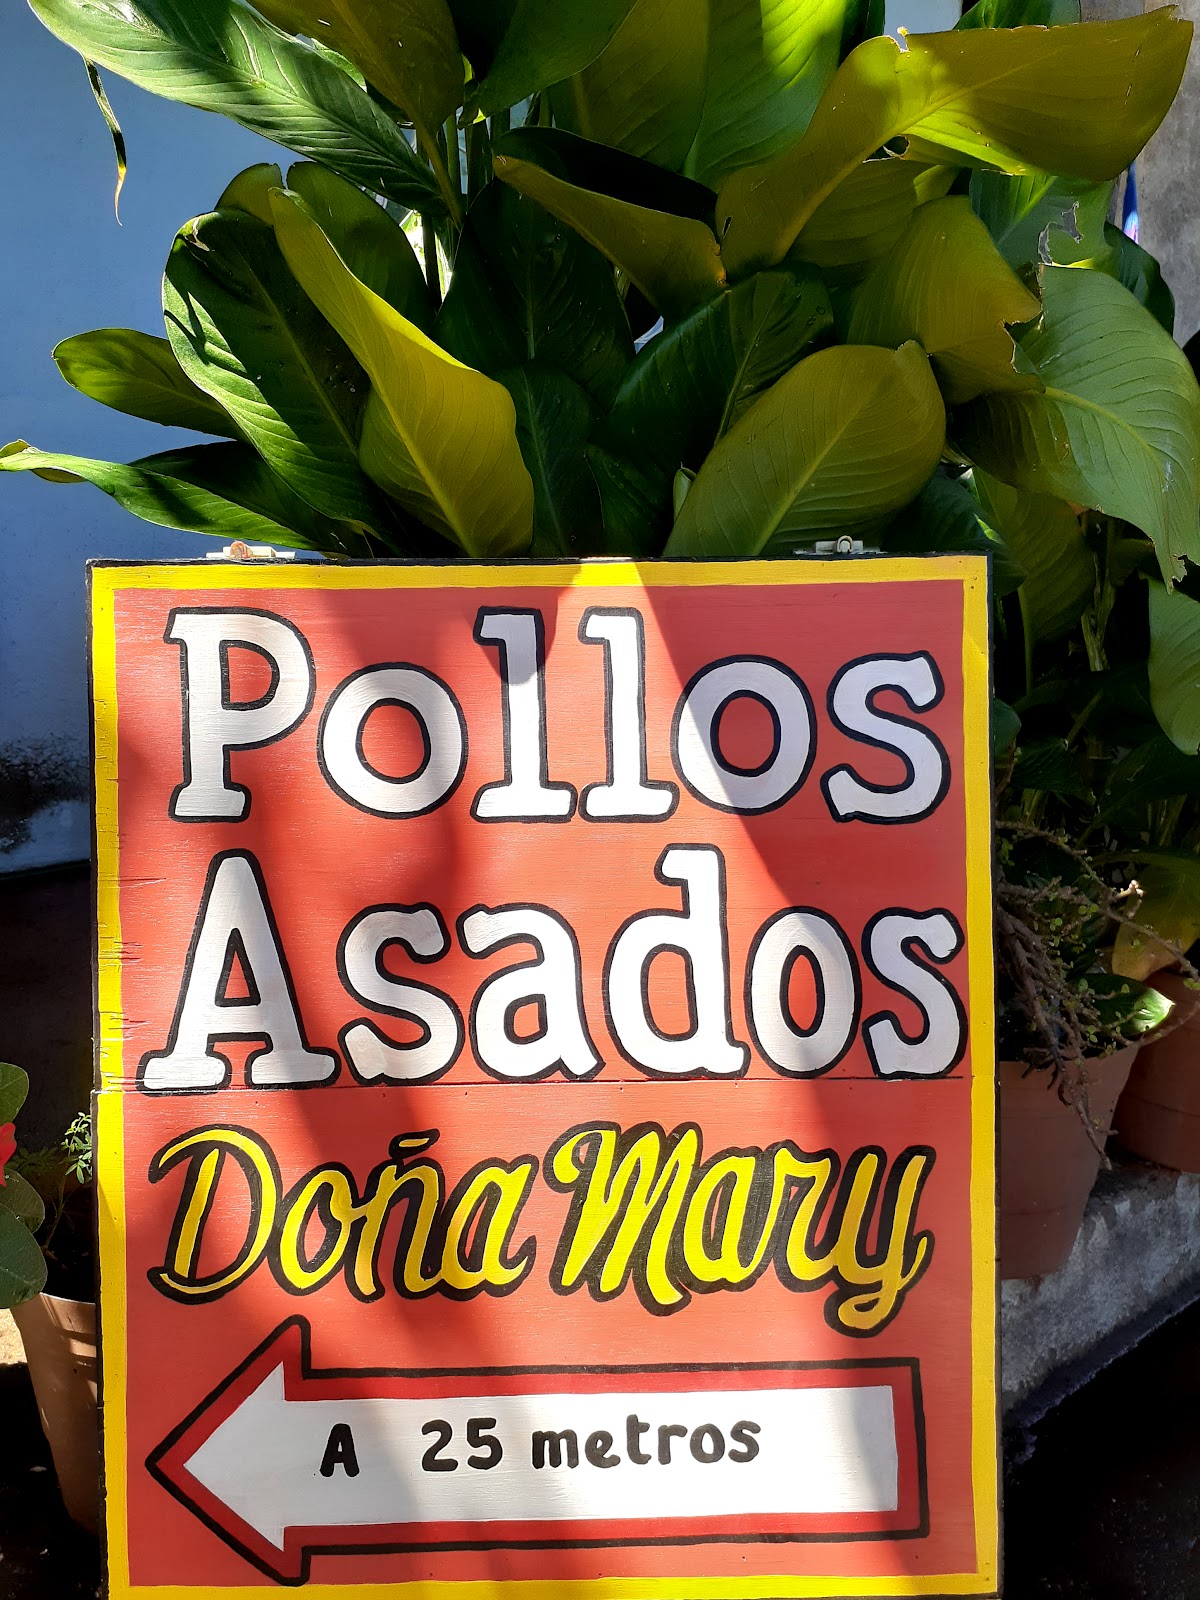 Pollos
Asados
Doña Mary
A 25 metros